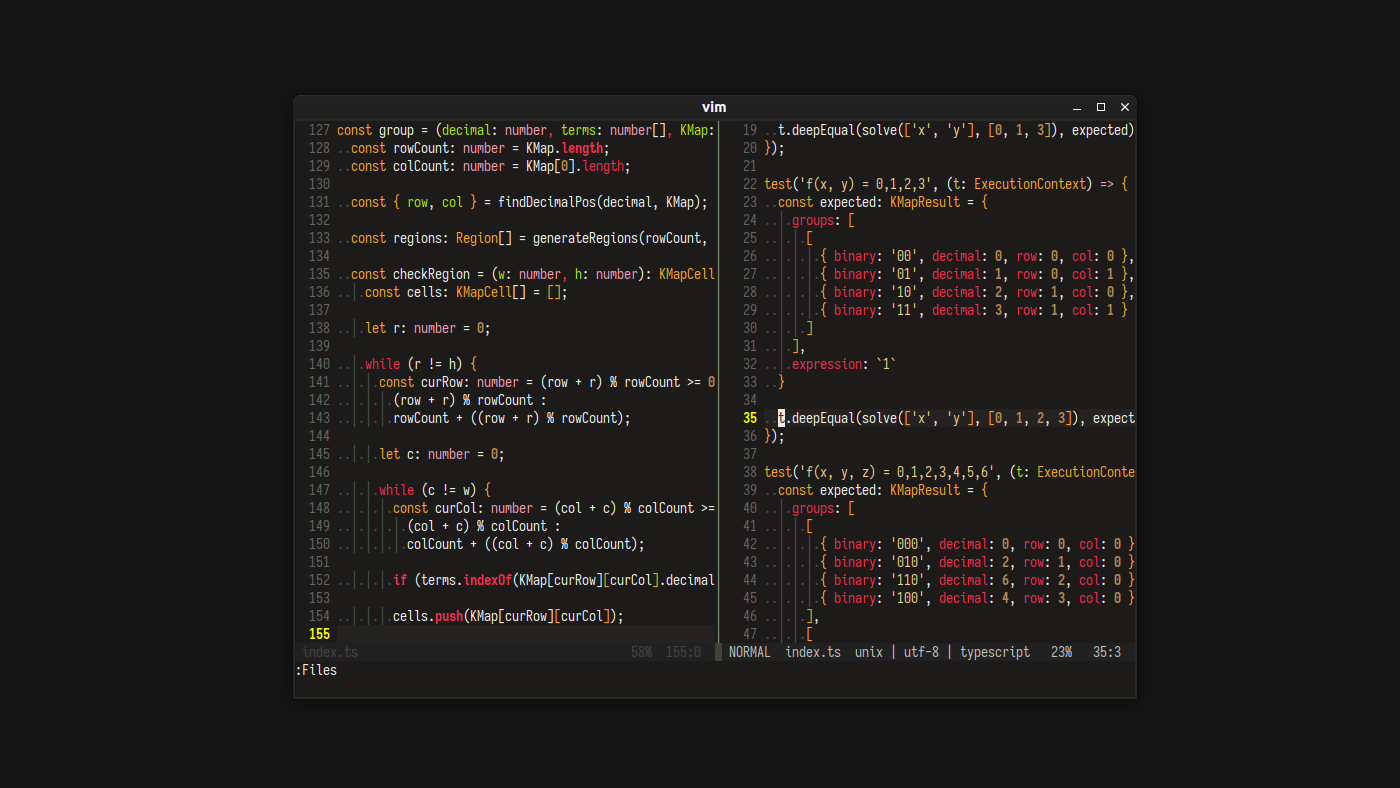 vim
127 const group = (decimal: number, terms: number[], KMap:
128 ..const rowCount: number = KMap.length;
129 ..const colCount: number = KMap[0].length;
130
131 ..const { row, col } = findDecimalPos(decimal, KMap);
132
133 ..const regions: Region[] = generateRegions(rowCount,
134
135 ..const checkRegion = (w: number, h: number): KMapCell
136 ..│.const cells: KMapCell[] = [];
137
138 ..│.let r: number = 0;
139
140 ..│.while (r != h) {
141 ..│.│.const curRow: number = (row + r) % rowCount >= 0
142 ..│.│.│.(row + r) % rowCount :
143 ..│.│.│.rowCount + ((row + r) % rowCount);
144
145 ..│.│.let c: number = 0;
146
147 ..│.│.while (c != w) {
148 ..│.│.│.const curCol: number = (col + c) % colCount >=
149 ..│.│.│.│.(col + c) % colCount :
150 ..│.│.│.│.colCount + ((col + c) % colCount);
151
152 ..│.│.│.if (terms.indexOf(KMap[curRow][curCol].decimal
153
154 ..│.│.│.cells.push(KMap[curRow][curCol]);
155
index.ts 58% 155:0
19 ..t.deepEqual(solve(['x', 'y'], [0, 1, 3]), expected)
20 });
21
22 test('f(x, y) = 0,1,2,3', (t: ExecutionContext) => {
23 ..const expected: KMapResult = {
24 ..│.groups: [
25 ..│.│.[
26 ..│.│.│.{ binary: '00', decimal: 0, row: 0, col: 0 },
27 ..│.│.│.{ binary: '01', decimal: 1, row: 0, col: 1 },
28 ..│.│.│.{ binary: '10', decimal: 2, row: 1, col: 0 },
29 ..│.│.│.{ binary: '11', decimal: 3, row: 1, col: 1 }
30 ..│.│.]
31 ..│.],
32 ..│.expression: `1`
33 ..}
34
35 ..t.deepEqual(solve(['x', 'y'], [0, 1, 2, 3]), expect
36 });
37
38 test('f(x, y, z) = 0,1,2,3,4,5,6', (t: ExecutionConte
39 ..const expected: KMapResult = {
40 ..│.groups: [
41 ..│.│.[
42 ..│.│.│.{ binary: '000', decimal: 0, row: 0, col: 0 }
43 ..│.│.│.{ binary: '010', decimal: 2, row: 1, col: 0 }
44 ..│.│.│.{ binary: '110', decimal: 6, row: 2, col: 0 }
45 ..│.│.│.{ binary: '100', decimal: 4, row: 3, col: 0 }
46 ..│.│.],
47 ..│.│.[
NORMAL index.ts unix | utf-8 | typescript 23% 35:3
:Files